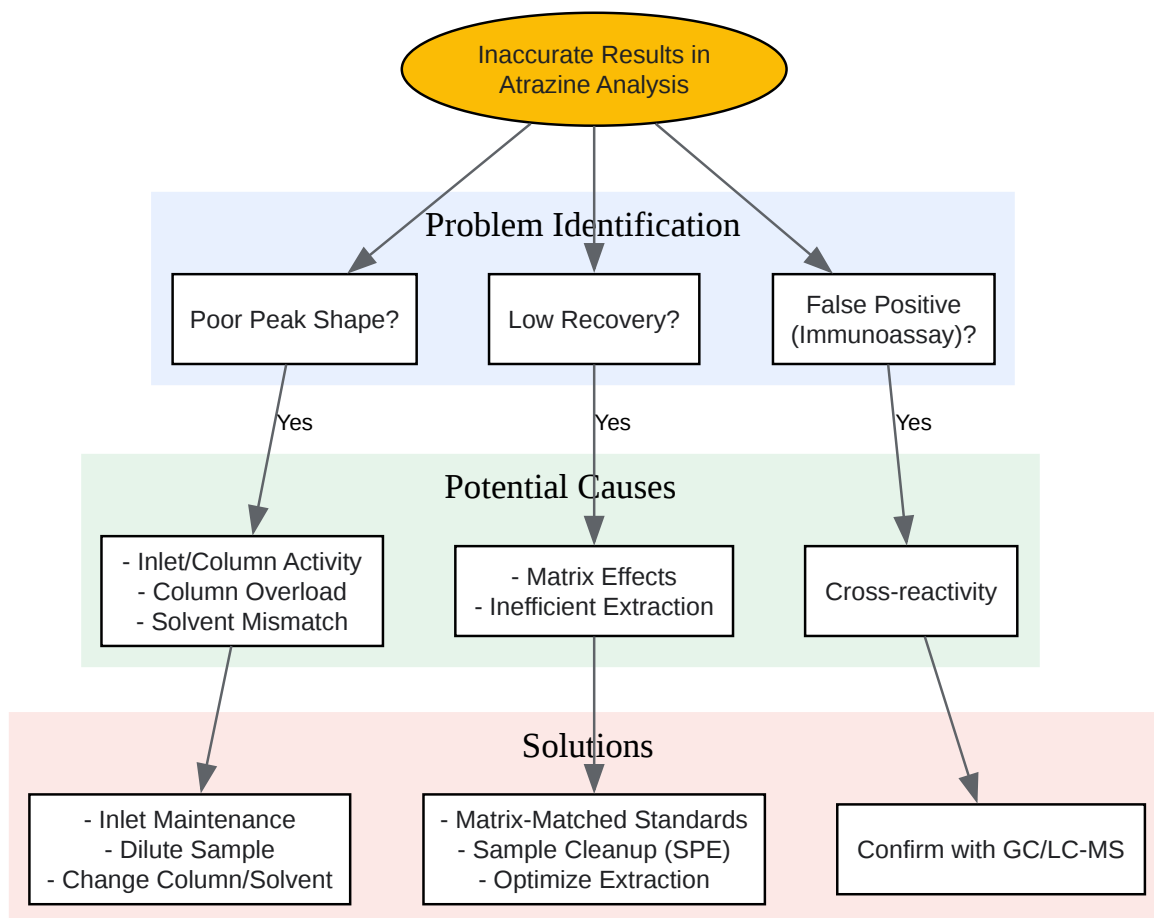 Inaccurate Results in
Atrazine Analysis
Problem Identification
Poor Peak Shape?
Low Recovery?
False Positive
(Immunoassay)?
Yes
Yes
Yes
Potential Causes
- Inlet/Column Activity
- Column Overload
- Solvent Mismatch
- Matrix Effects
- Inefficient Extraction
Cross-reactivity
Solutions
- Inlet Maintenance
- Dilute Sample
- Change Column/Solvent
- Matrix-Matched Standards
- Sample Cleanup (SPE)
- Optimize Extraction
Confirm with GC/LC-MS